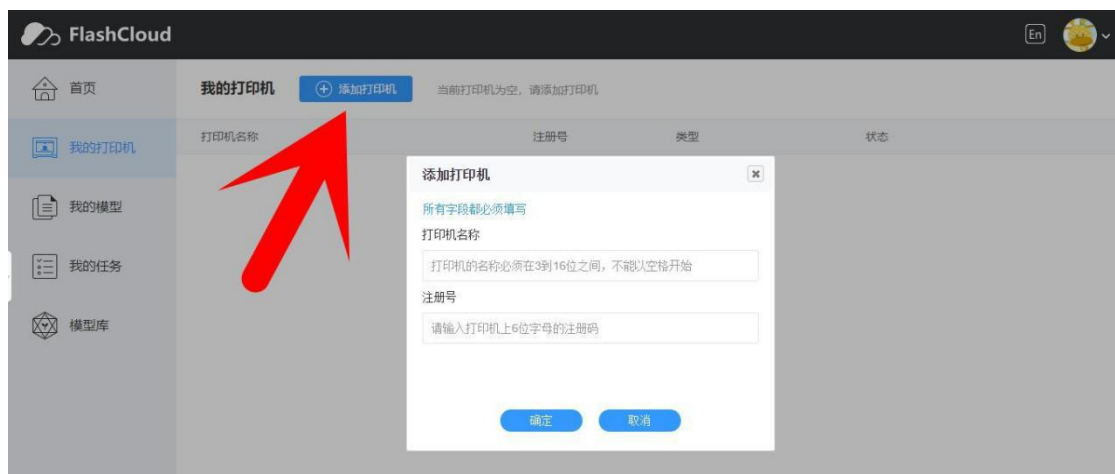 FlashCloud
En
首页
我的打印机
添加打印机
当前打印机为空，请添加打印机
我的打印机
打印机名称
注册号
类型
状态
我的模型
我的任务
模型库
添加打印机
所有字段都必须填写
打印机名称
打印机的名称必须在3到16位之间，不能以空格开始
注册号
请输入打印机上6位字母的注册码
确定
取消